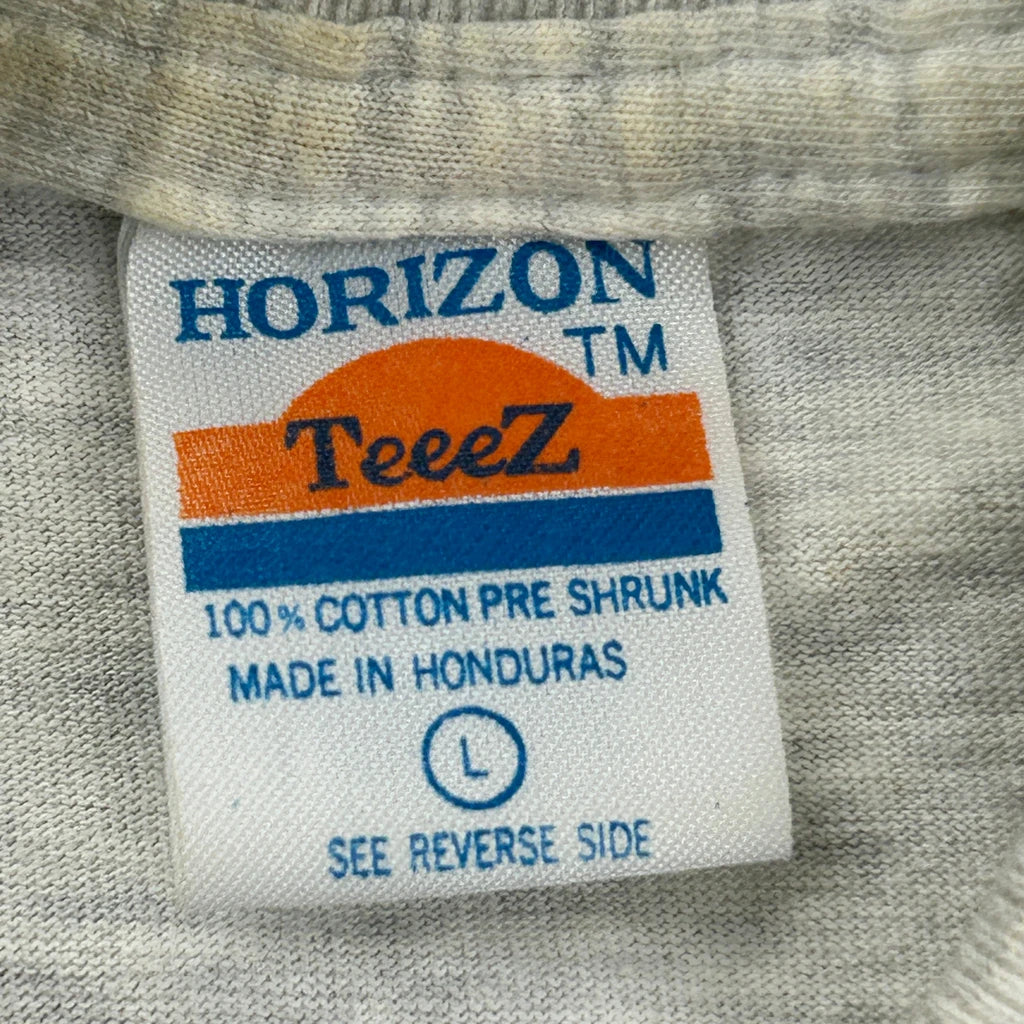 HORIZON
TM
TeeeZ
100% COTTON PRE SHRUNK
MADE IN HONDURAS
L
SEE REVERSE SIDE